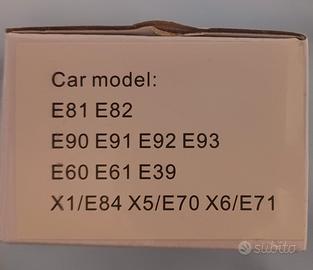 Car model:
E81 E82
E90 E91 E92 E93
E60 E61 E39
X1/E84 X5/E70 X6/E71
subito